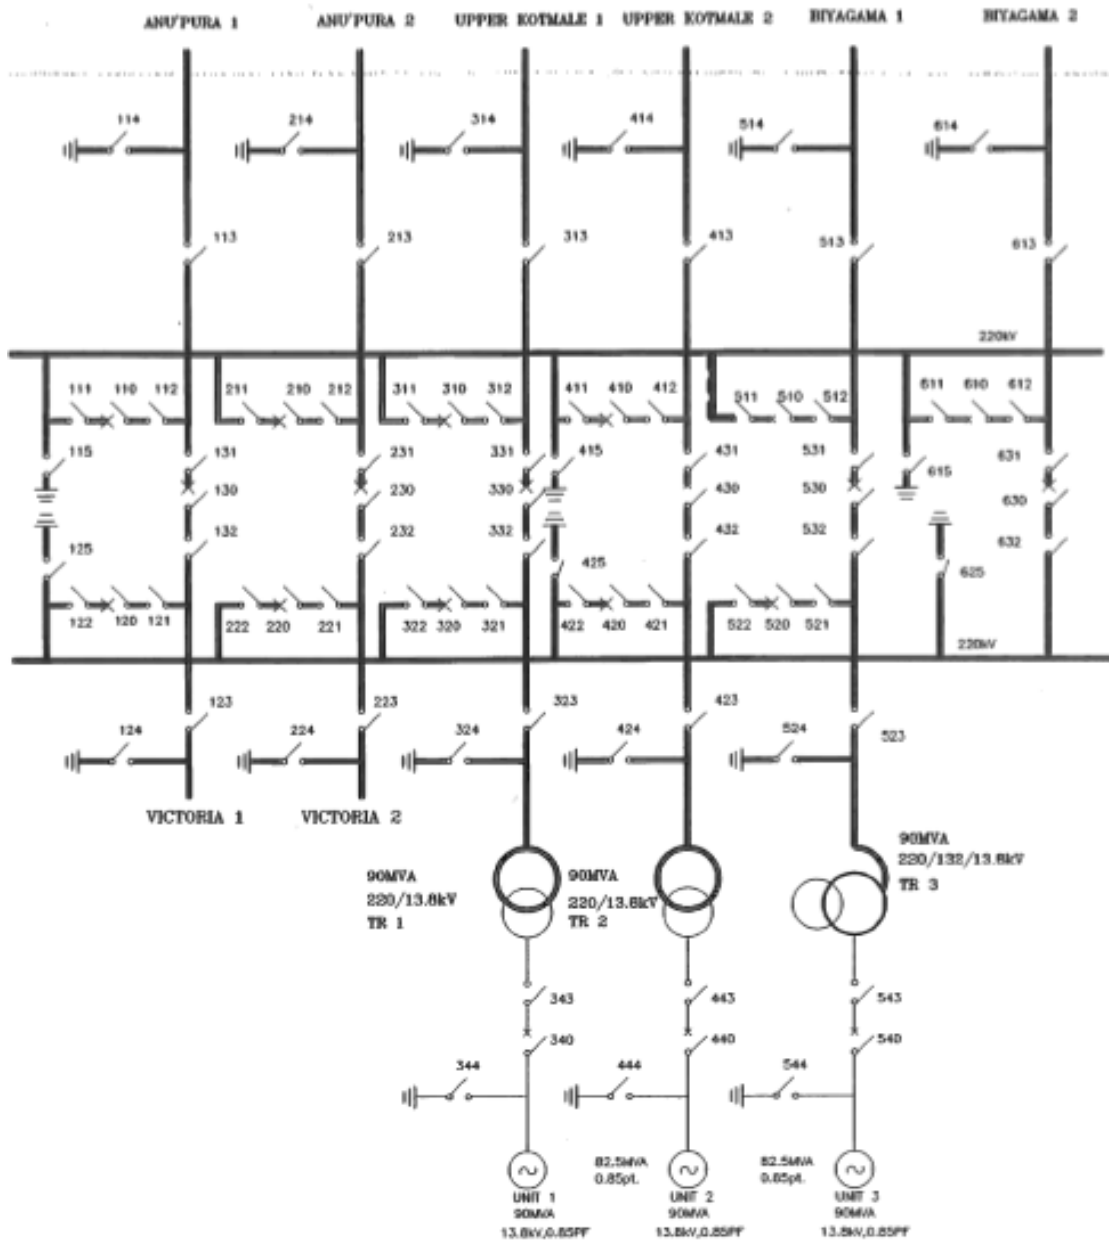 ANU'PURA 1 ANU'PURA 2 UPPER KOTMALE 1 UPPER KOTMALE 2 BIYAGAMA 1 BIYAGAMA 2
114 214 314 414 514 614
113 213 313 413 513 613
220kV
111 110 112 211 210 212 311 310 312 411 410 412 511 510 512 611 610 612
115 131 231 331 415 431 531 615 631
130 230 330 430 530 630
132 232 332 432 532 632
125 425 625
122 120 121 222 220 221 322 320 321 422 420 421 522 520 521
220kV
123 223 323 423 523
124 224 324 424 524
VICTORIA 1 VICTORIA 2
90MVA
220/13.8kV
TR 1
90MVA
220/13.8kV
TR 2
90MVA
220/132/13.8kV
TR 3
343 443 543
340 440 540
344 444 544
82.5MVA
0.85pf.
82.5MVA
0.85pf.
UNIT 1
90MVA
13.8kV,0.85PF
UNIT 2
90MVA
13.8kV,0.85PF
UNIT 3
90MVA
13.8kV,0.85PF